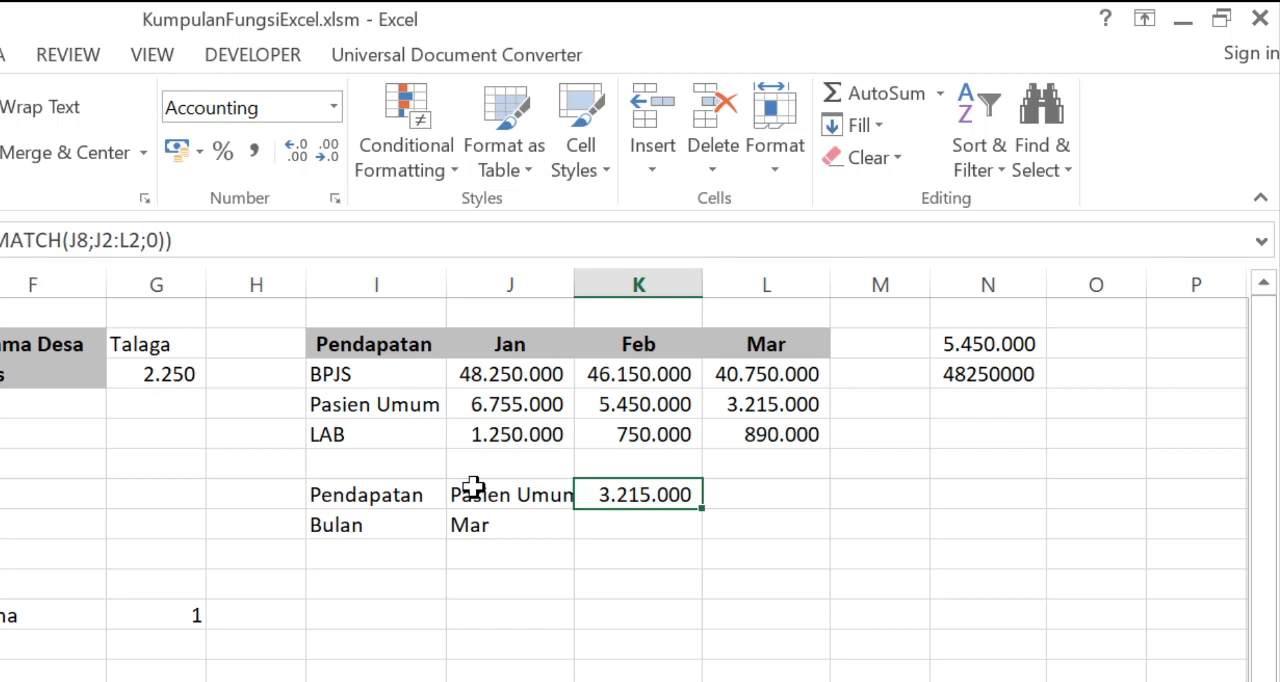 KumpulanFungsiExcel.xlsm - Excel
?
A REVIEW VIEW DEVELOPER Universal Document Converter Sign in
Wrap Text
Merge & Center
Accounting
% ,
Number
Conditional Formatting
Format as Table
Cell Styles
Styles
Insert Delete Format
Cells
AutoSum
Fill
Clear
Sort & Filter
Find & Select
Editing
MATCH(J8;J2:L2;0))
F G H I J K L M N O P
ma Desa Talaga Pendapatan Jan Feb Mar 5.450.000
s 2.250 BPJS 48.250.000 46.150.000 40.750.000 48250000
Pasien Umum 6.755.000 5.450.000 3.215.000
LAB 1.250.000 750.000 890.000
Pendapatan Pasien Umum 3.215.000
Bulan Mar
na 1